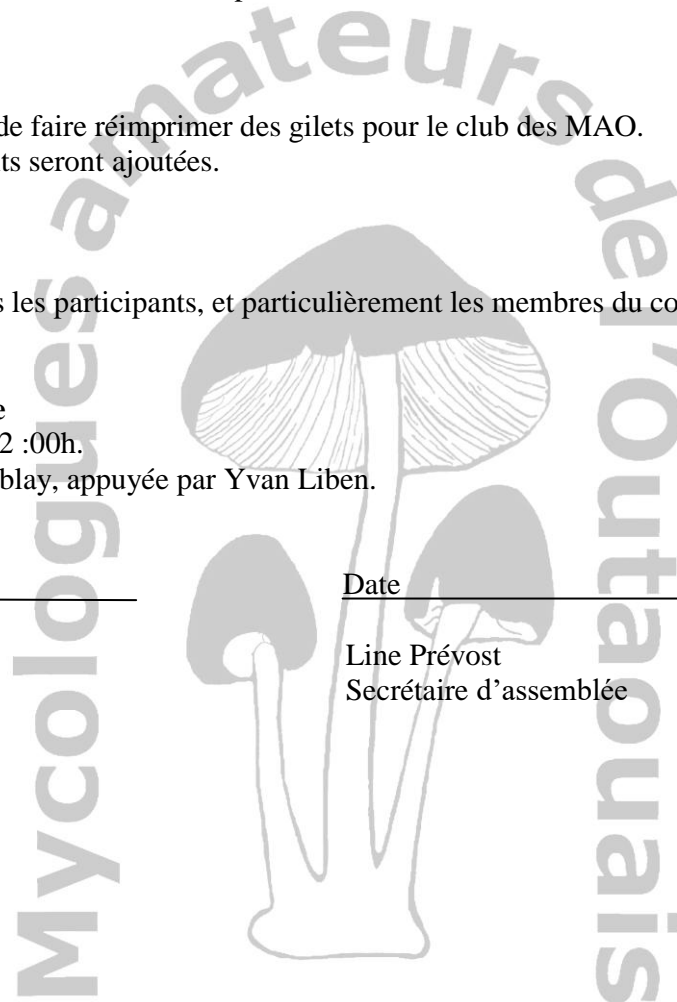 de faire réimprimer des gilets pour le club des MAO.
ts seront ajoutées.
s les participants, et particulièrement les membres du co
e
2 :00h.
blay, appuyée par Yvan Liben.
Date
Line Prévost
Secrétaire d’assemblée
Mycologues amateurs de l’Outaouais